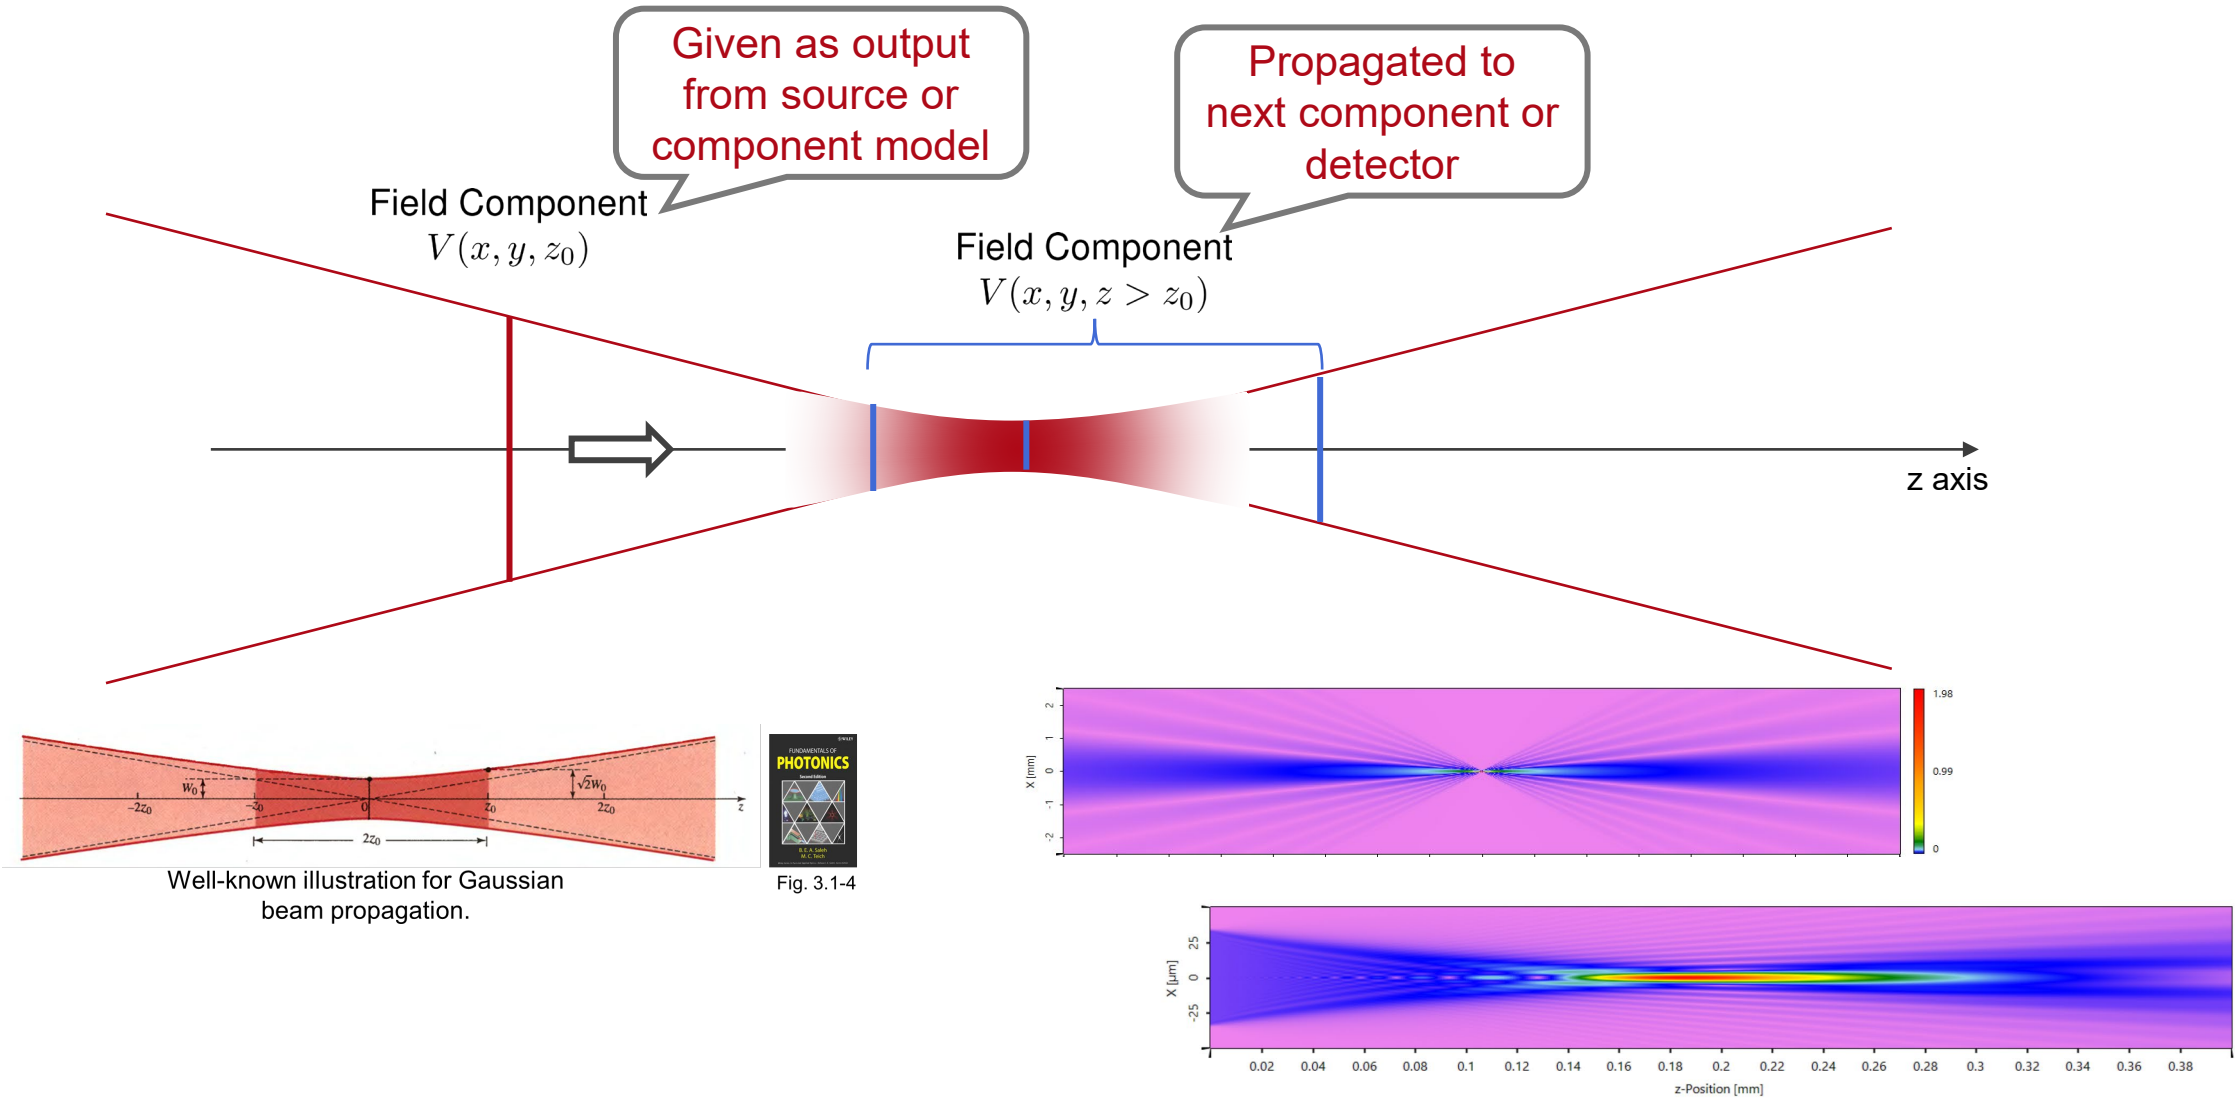 Given as output
from source or
component model
Propagated to
next component or
detector
Field Component
V(x, y, z₀)
Field Component
V(x, y, z > z₀)
z axis
W₀
√2W₀
−2z₀
−z₀
0
z₀
2z₀
z
2z₀
WILEY
FUNDAMENTALS OF
PHOTONICS
Second Edition
B. E. A. Saleh
M. C. Teich
Well-known illustration for Gaussian
beam propagation.
Fig. 3.1-4
X [mm]
2
1
0
-1
-2
1.98
0.99
0
X [µm]
25
0
-25
0.02 0.04 0.06 0.08 0.1 0.12 0.14 0.16 0.18 0.2 0.22 0.24 0.26 0.28 0.3 0.32 0.34 0.36 0.38
z-Position [mm]